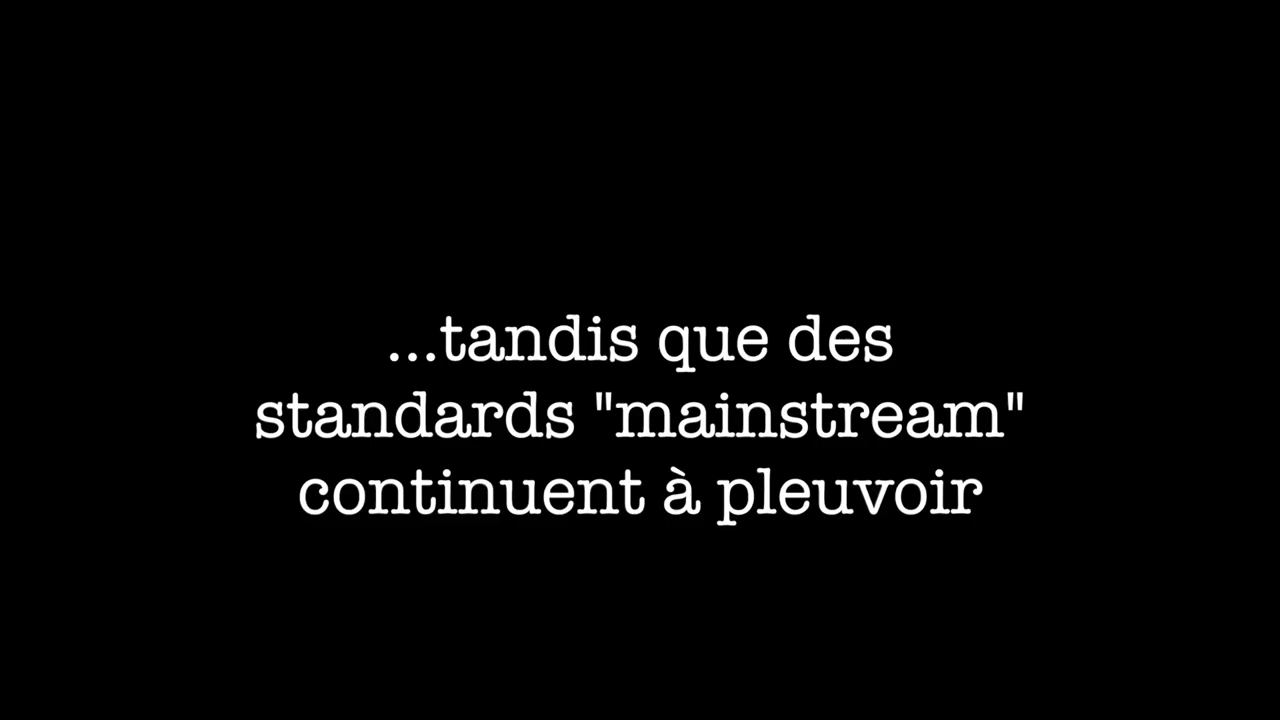 ...tandis que des
standards "mainstream"
continuent à pleuvoir